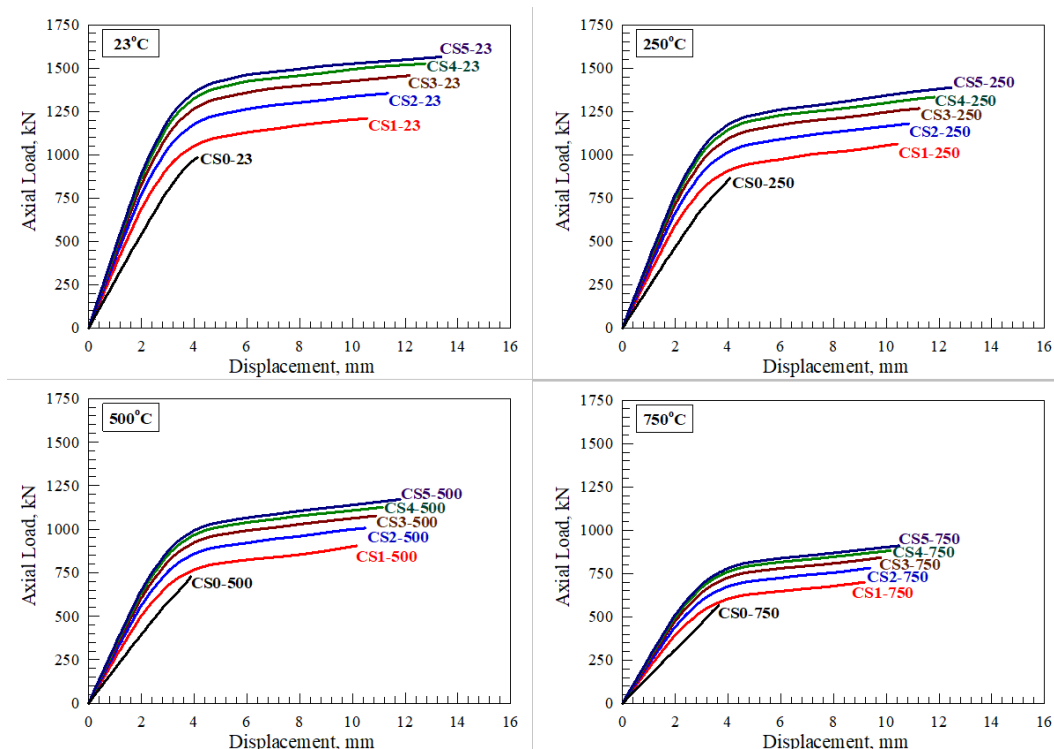 1750
1500
1250
1000
750
500
250
0
Axial Load, kN
23°C
CS5-23
CS4-23
CS3-23
CS2-23
CS1-23
CS0-23
0 2 4 6 8 10 12 14 16
Displacement, mm
1750
1500
1250
1000
750
500
250
0
Axial Load, kN
250°C
CS5-250
CS4-250
CS3-250
CS2-250
CS1-250
CS0-250
0 2 4 6 8 10 12 14 16
Displacement, mm
1750
1500
1250
1000
750
500
250
0
Axial Load, kN
500°C
CS5-500
CS4-500
CS3-500
CS2-500
CS1-500
CS0-500
0 2 4 6 8 10 12 14 16
Displacement, mm
1750
1500
1250
1000
750
500
250
0
Axial Load, kN
750°C
CS5-750
CS4-750
CS3-750
CS2-750
CS1-750
CS0-750
0 2 4 6 8 10 12 14 16
Displacement, mm